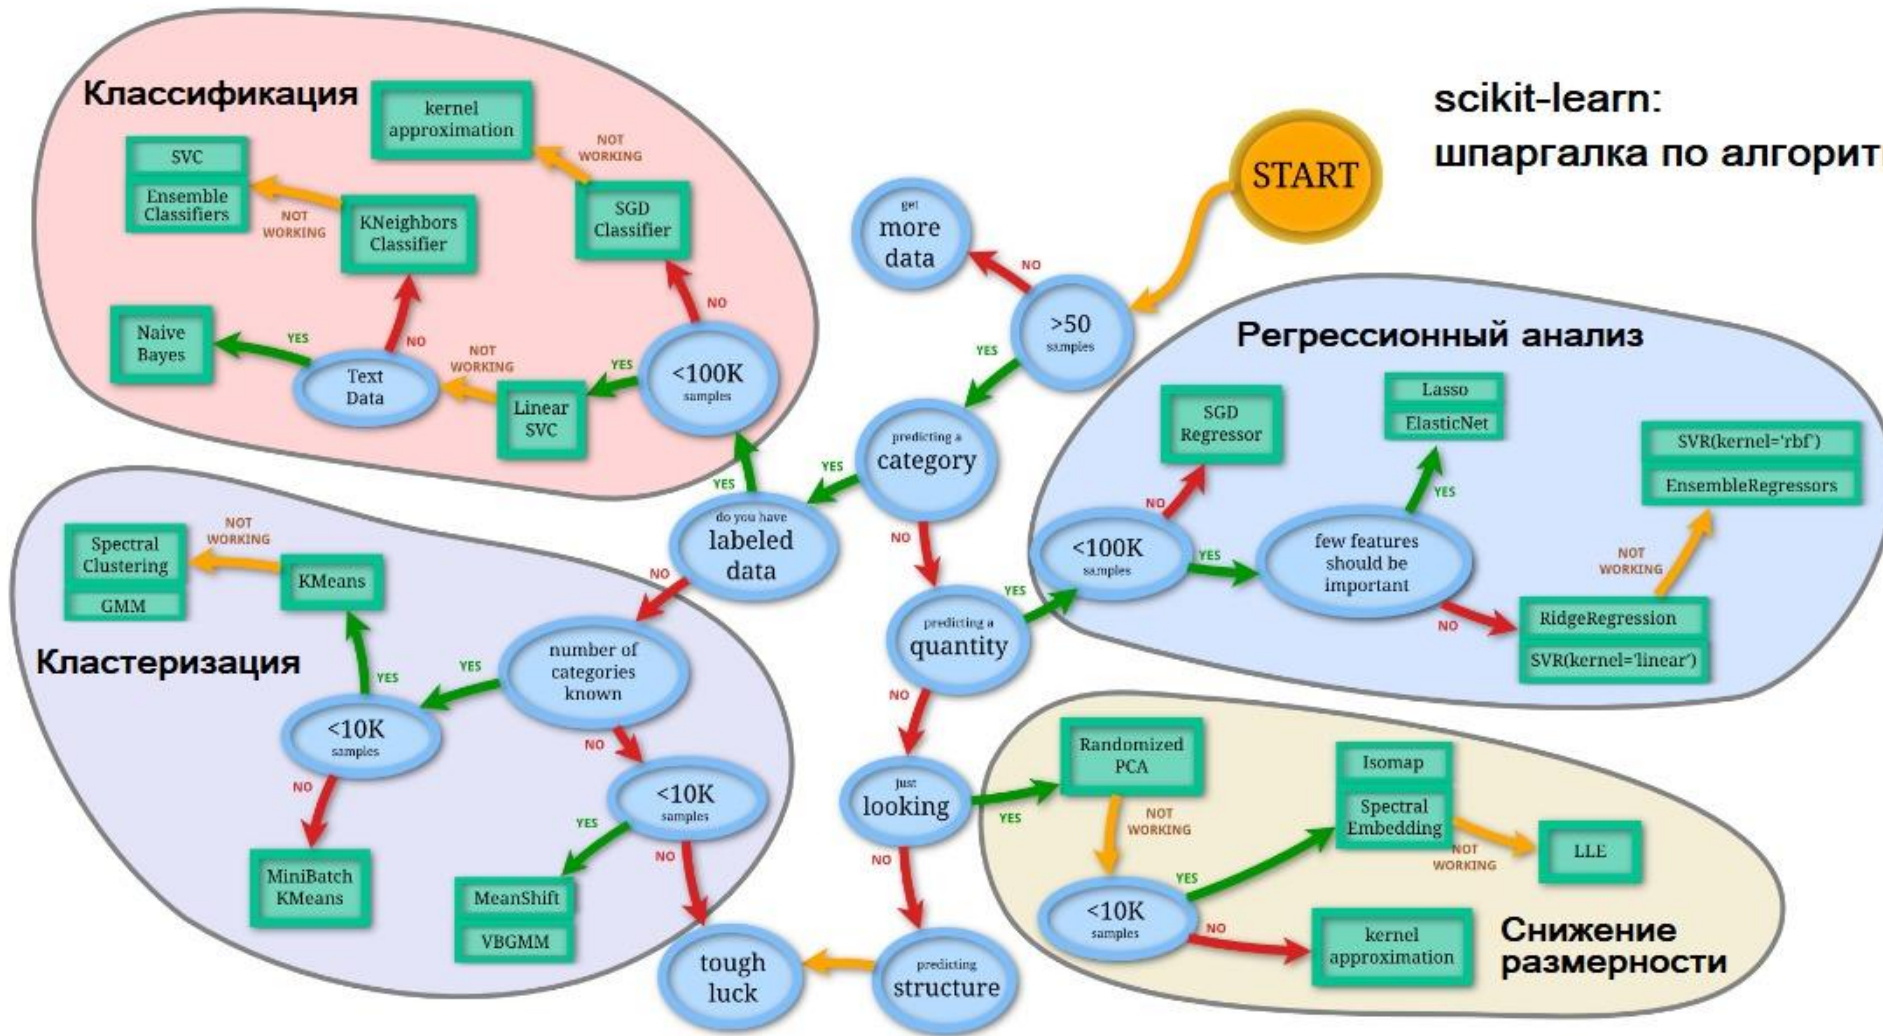 scikit-learn:
шпаргалка по алгорит
START
get
more
data
NO
>50
samples
YES
predicting a
category
YES
NO
do you have
labeled
data
YES
NO
predicting a
quantity
YES
NO
just
looking
YES
NO
predicting
structure
tough
luck
Классификация
kernel
approximation
NOT
WORKING
SGD
Classifier
NO
<100K
samples
YES
Linear
SVC
NOT
WORKING
Text
Data
YES
Naive
Bayes
NO
KNeighbors
Classifier
NOT
WORKING
SVC
Ensemble
Classifiers
Регрессионный анализ
<100K
samples
NO
SGD
Regressor
YES
few features
should be
important
YES
Lasso
ElasticNet
NO
RidgeRegression
SVR(kernel='linear')
NOT
WORKING
SVR(kernel='rbf')
EnsembleRegressors
Кластеризация
number of
categories
known
YES
<10K
samples
YES
KMeans
NOT
WORKING
Spectral
Clustering
GMM
NO
MiniBatch
KMeans
NO
<10K
samples
YES
MeanShift
VBGMM
NO
Снижение
размерности
Randomized
PCA
NOT
WORKING
<10K
samples
YES
Isomap
Spectral
Embedding
NOT
WORKING
LLE
NO
kernel
approximation